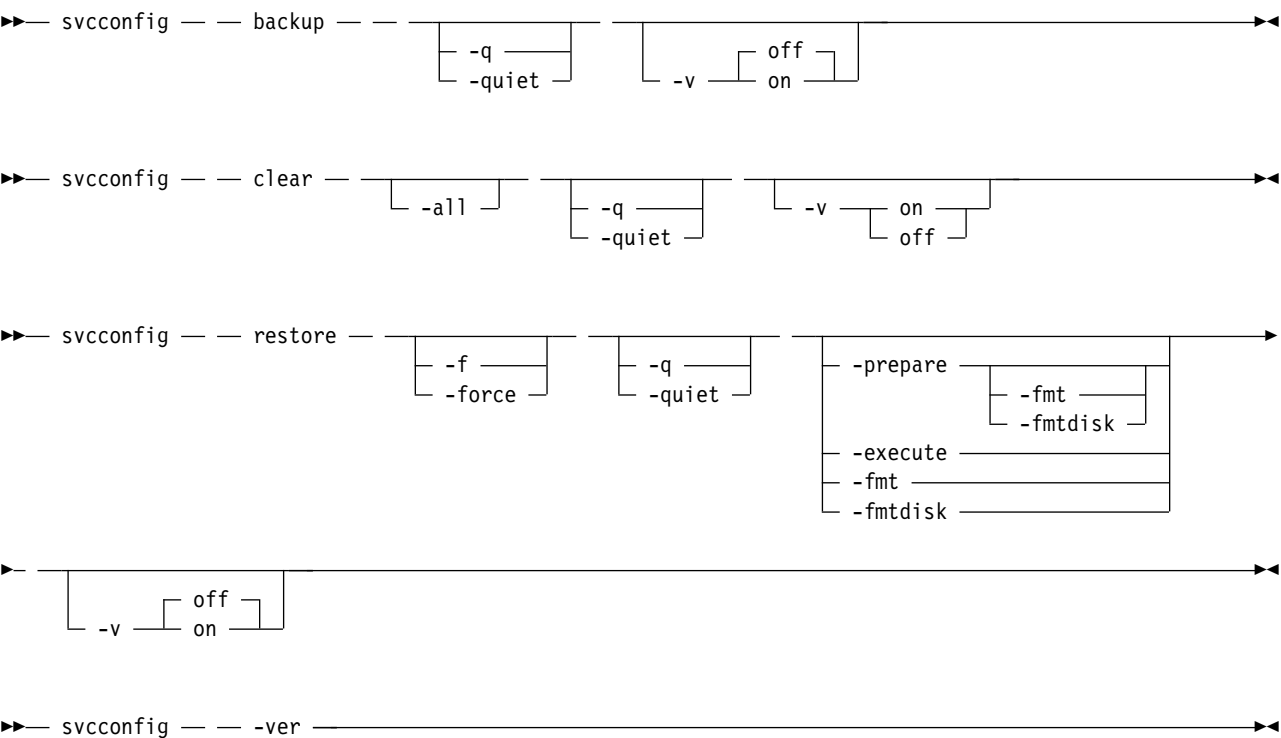 svcconfig backup
-q
-quiet
-v off
on
svcconfig clear
-all
-q
-quiet
-v on
off
svcconfig restore
-f
-force
-q
-quiet
-prepare
-fmt
-fmtdisk
-execute
-fmt
-fmtdisk
-v off
on
svcconfig -ver